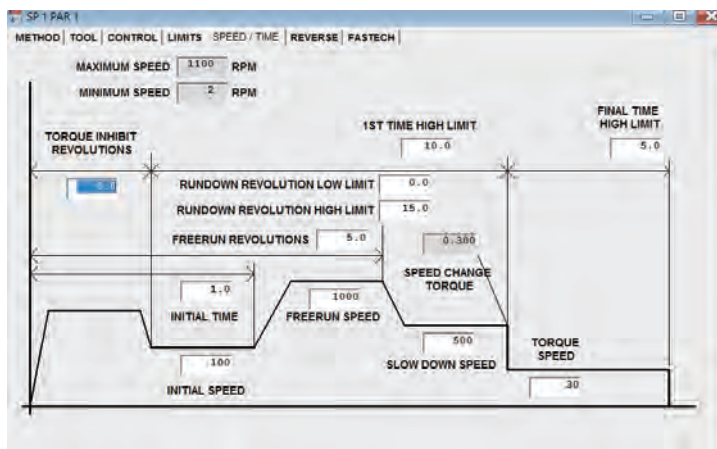 SP 1 PAR 1
METHOD | TOOL | CONTROL | LIMITS SPEED / TIME | REVERSE | FASTECH |
MAXIMUM SPEED 1100 RPM
MINIMUM SPEED 2 RPM
TORQUE INHIBIT
REVOLUTIONS
1ST TIME HIGH LIMIT
10.0
FINAL TIME
HIGH LIMIT
5.0
RUNDOWN REVOLUTION LOW LIMIT 0.0
RUNDOWN REVOLUTION HIGH LIMIT 15.0
FREERUN REVOLUTIONS 5.0
0.300
SPEED CHANGE
TORQUE
1.0
INITIAL TIME
1000
FREERUN SPEED
100
INITIAL SPEED
500
SLOW DOWN SPEED
TORQUE
SPEED
30